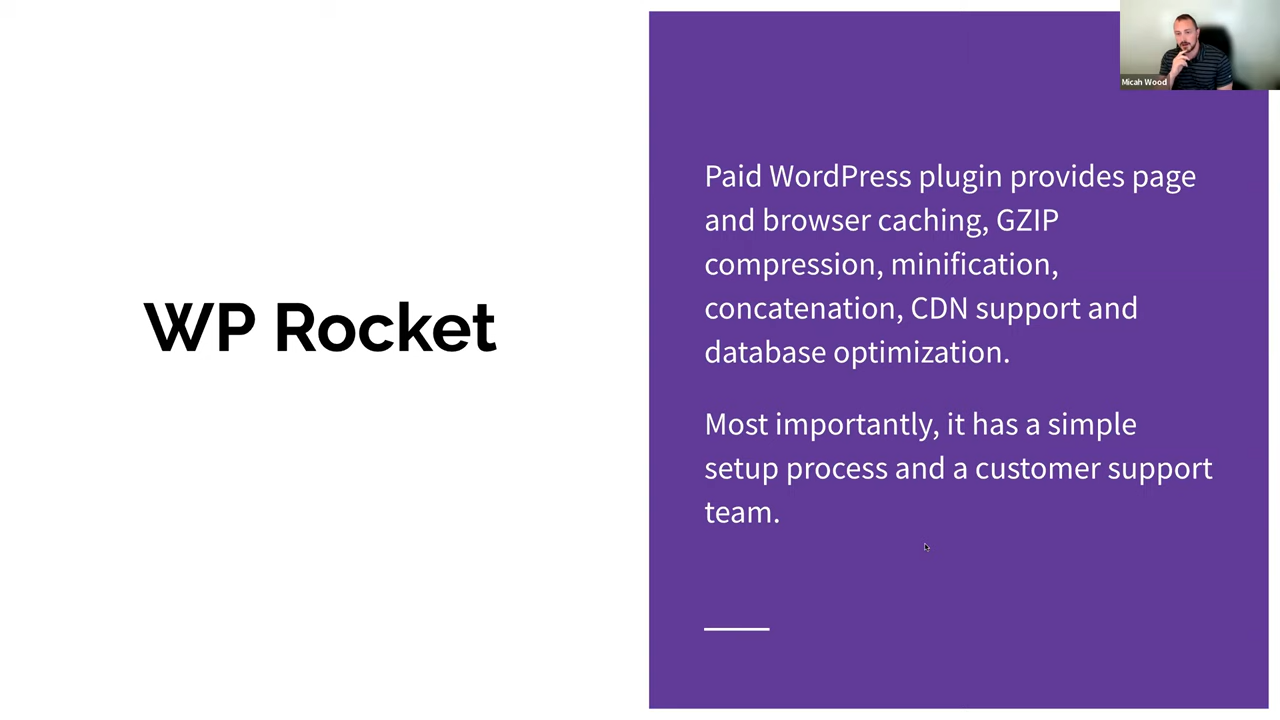 WP Rocket
Paid WordPress plugin provides page
and browser caching, GZIP
compression, minification,
concatenation, CDN support and
database optimization.
Most importantly, it has a simple
setup process and a customer support
team.
Micah Wood